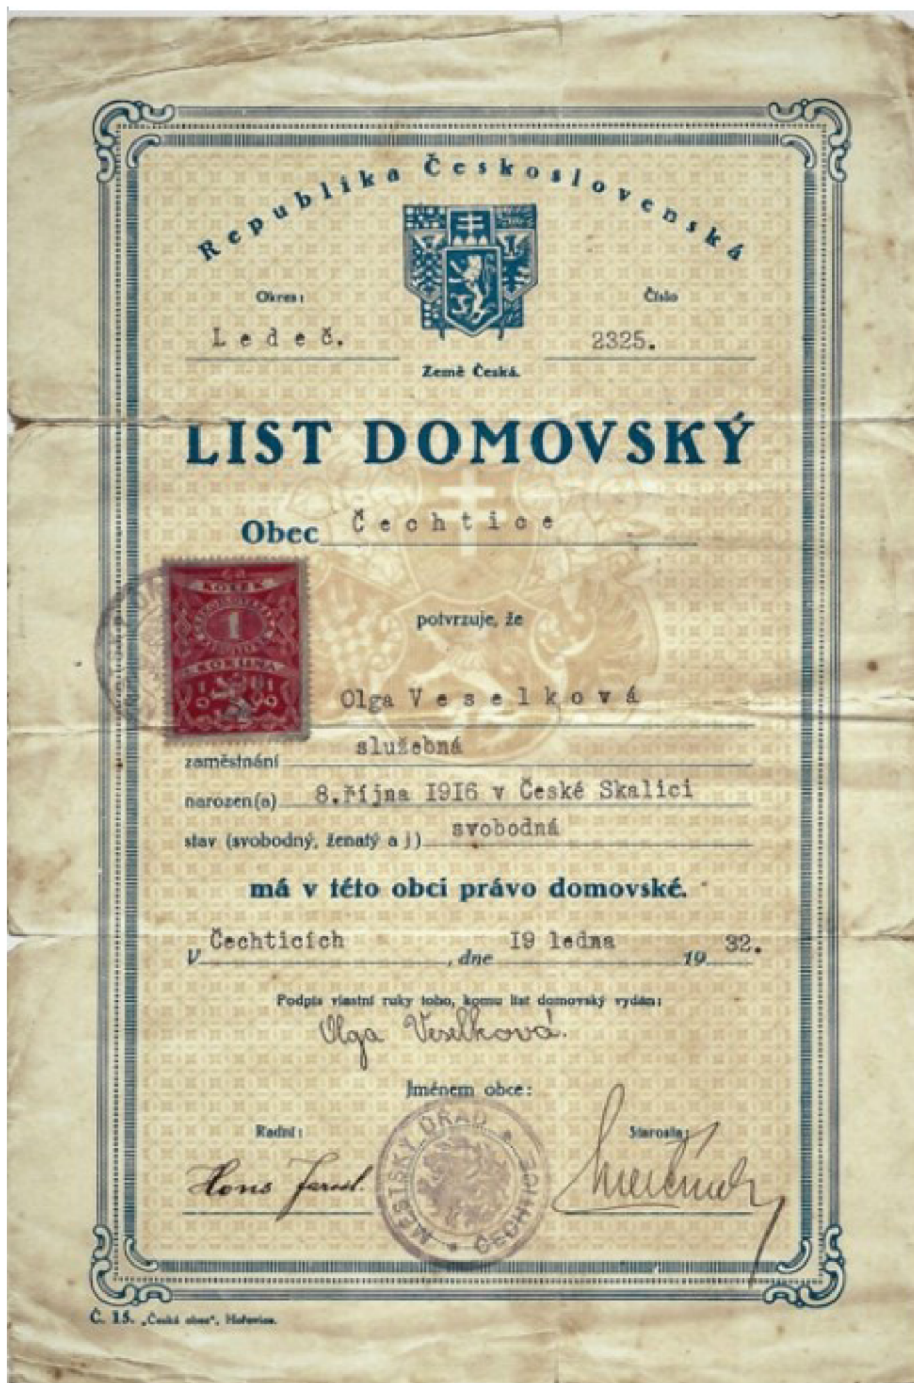 Republika Československá
Okres:
Číslo
Ledeč.
2325.
Země Česká.
LIST DOMOVSKÝ
Obec Čechtice
KOLEK
1
KORUNA
potvrzuje, že
Olga Veselková
zaměstnání služebná
narozen(a) 8.října 1916 v České Skalici
stav (svobodný, ženatý a j) svobodná
má v této obci právo domovské.
V Čechticích, dne 19 ledna 1932.
Podpis vlastní ruky toho, komu list domovský vydán:
Olga Veselková.
Jménem obce:
Radní:
Starosta:
MĚSTSKÝ ÚŘAD
ČECHTICE
Č. 15. „Česká obec", Hořovice.